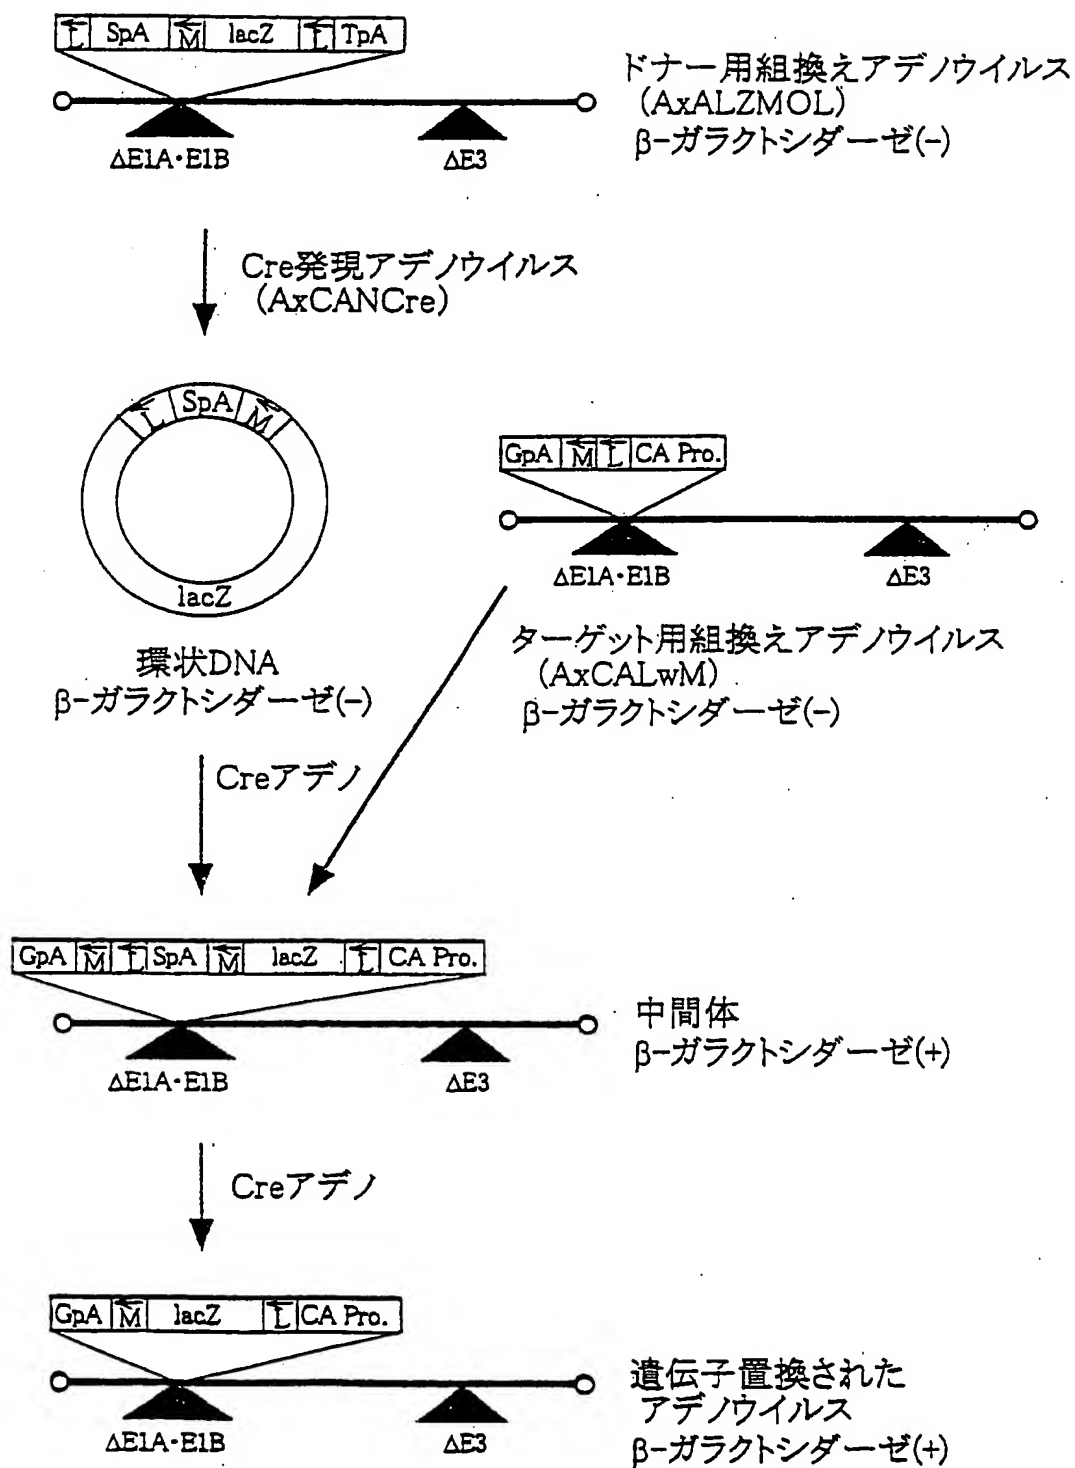 L SpA M lacZ L TpA
ドナー用組換えアデノウイルス
(AxALZMOL)
β-ガラクトシダーゼ(-)
ΔE1A・E1B
ΔE3
Cre発現アデノウイルス
(AxCANCre)
L SpA M
lacZ
環状DNA
β-ガラクトシダーゼ(-)
GpA M L CA Pro.
ΔE1A・E1B
ΔE3
ターゲット用組換えアデノウイルス
(AxCALwM)
β-ガラクトシダーゼ(-)
Creアデノ
GpA M L SpA M lacZ L CA Pro.
中間体
β-ガラクトシダーゼ(+)
ΔE1A・E1B
ΔE3
Creアデノ
GpA M lacZ L CA Pro.
遺伝子置換された
アデノウイルス
β-ガラクトシダーゼ(+)
ΔE1A・E1B
ΔE3